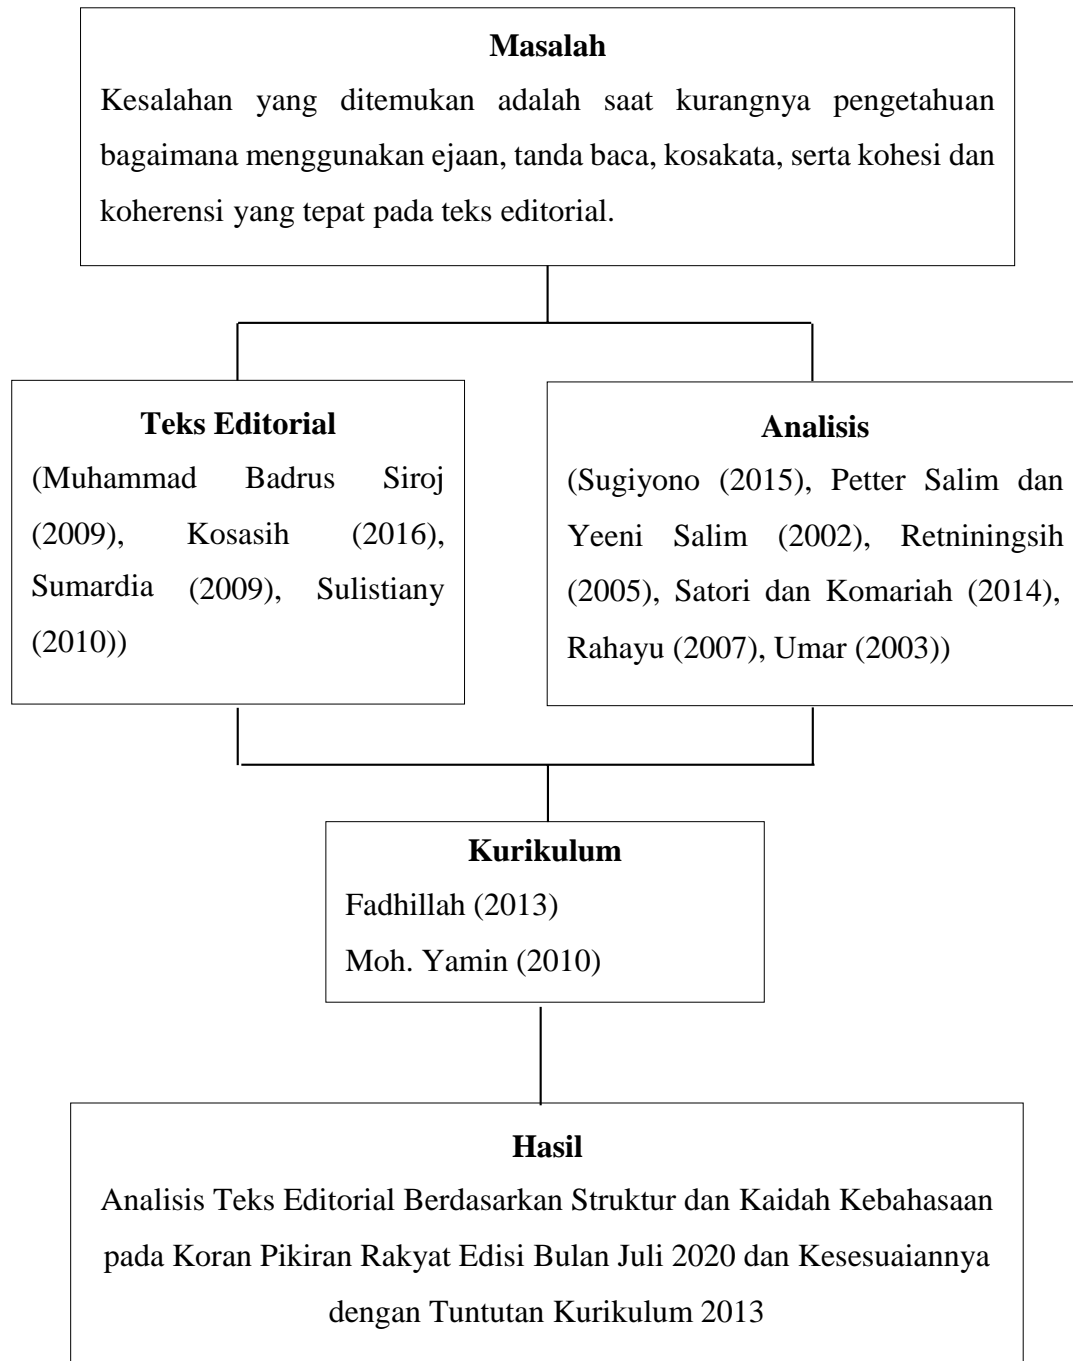 Masalah
Kesalahan yang ditemukan adalah saat kurangnya pengetahuan
bagaimana menggunakan ejaan, tanda baca, kosakata, serta kohesi dan
koherensi yang tepat pada teks editorial.
Teks Editorial
(Muhammad Badrus Siroj
(2009), Kosasih (2016),
Sumardia (2009), Sulistiany
(2010))
Analisis
(Sugiyono (2015), Petter Salim dan
Yeeni Salim (2002), Retniningsih
(2005), Satori dan Komariah (2014),
Rahayu (2007), Umar (2003))
Kurikulum
Fadhillah (2013)
Moh. Yamin (2010)
Hasil
Analisis Teks Editorial Berdasarkan Struktur dan Kaidah Kebahasaan
pada Koran Pikiran Rakyat Edisi Bulan Juli 2020 dan Kesesuaiannya
dengan Tuntutan Kurikulum 2013